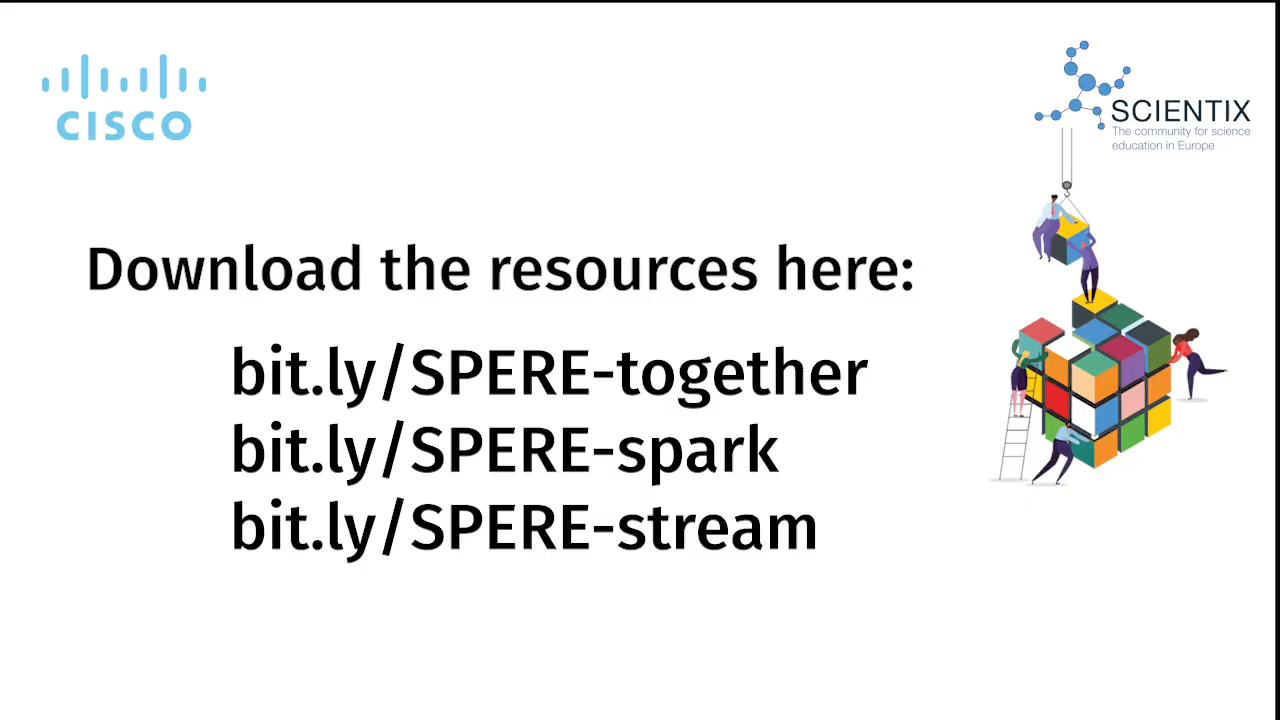 CISCO
SCIENTIX
The community for science
education in Europe
Download the resources here:
bit.ly/SPERE-together
bit.ly/SPERE-spark
bit.ly/SPERE-stream